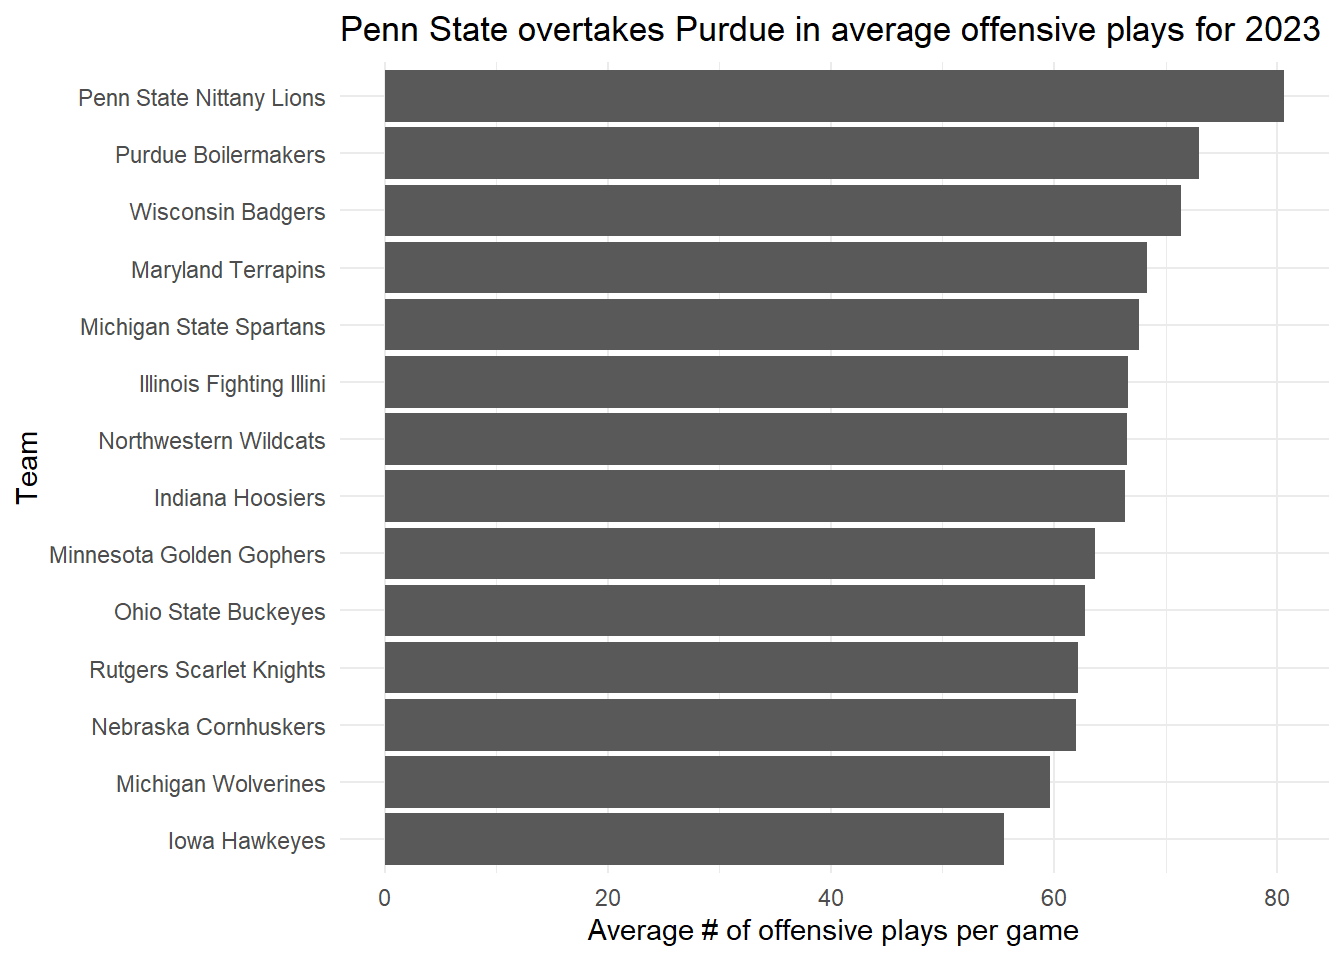 Penn State overtakes Purdue in average offensive plays for 2023
Team
Penn State Nittany Lions
Purdue Boilermakers
Wisconsin Badgers
Maryland Terrapins
Michigan State Spartans
Illinois Fighting Illini
Northwestern Wildcats
Indiana Hoosiers
Minnesota Golden Gophers
Ohio State Buckeyes
Rutgers Scarlet Knights
Nebraska Cornhuskers
Michigan Wolverines
Iowa Hawkeyes
0 20 40 60 80
Average # of offensive plays per game